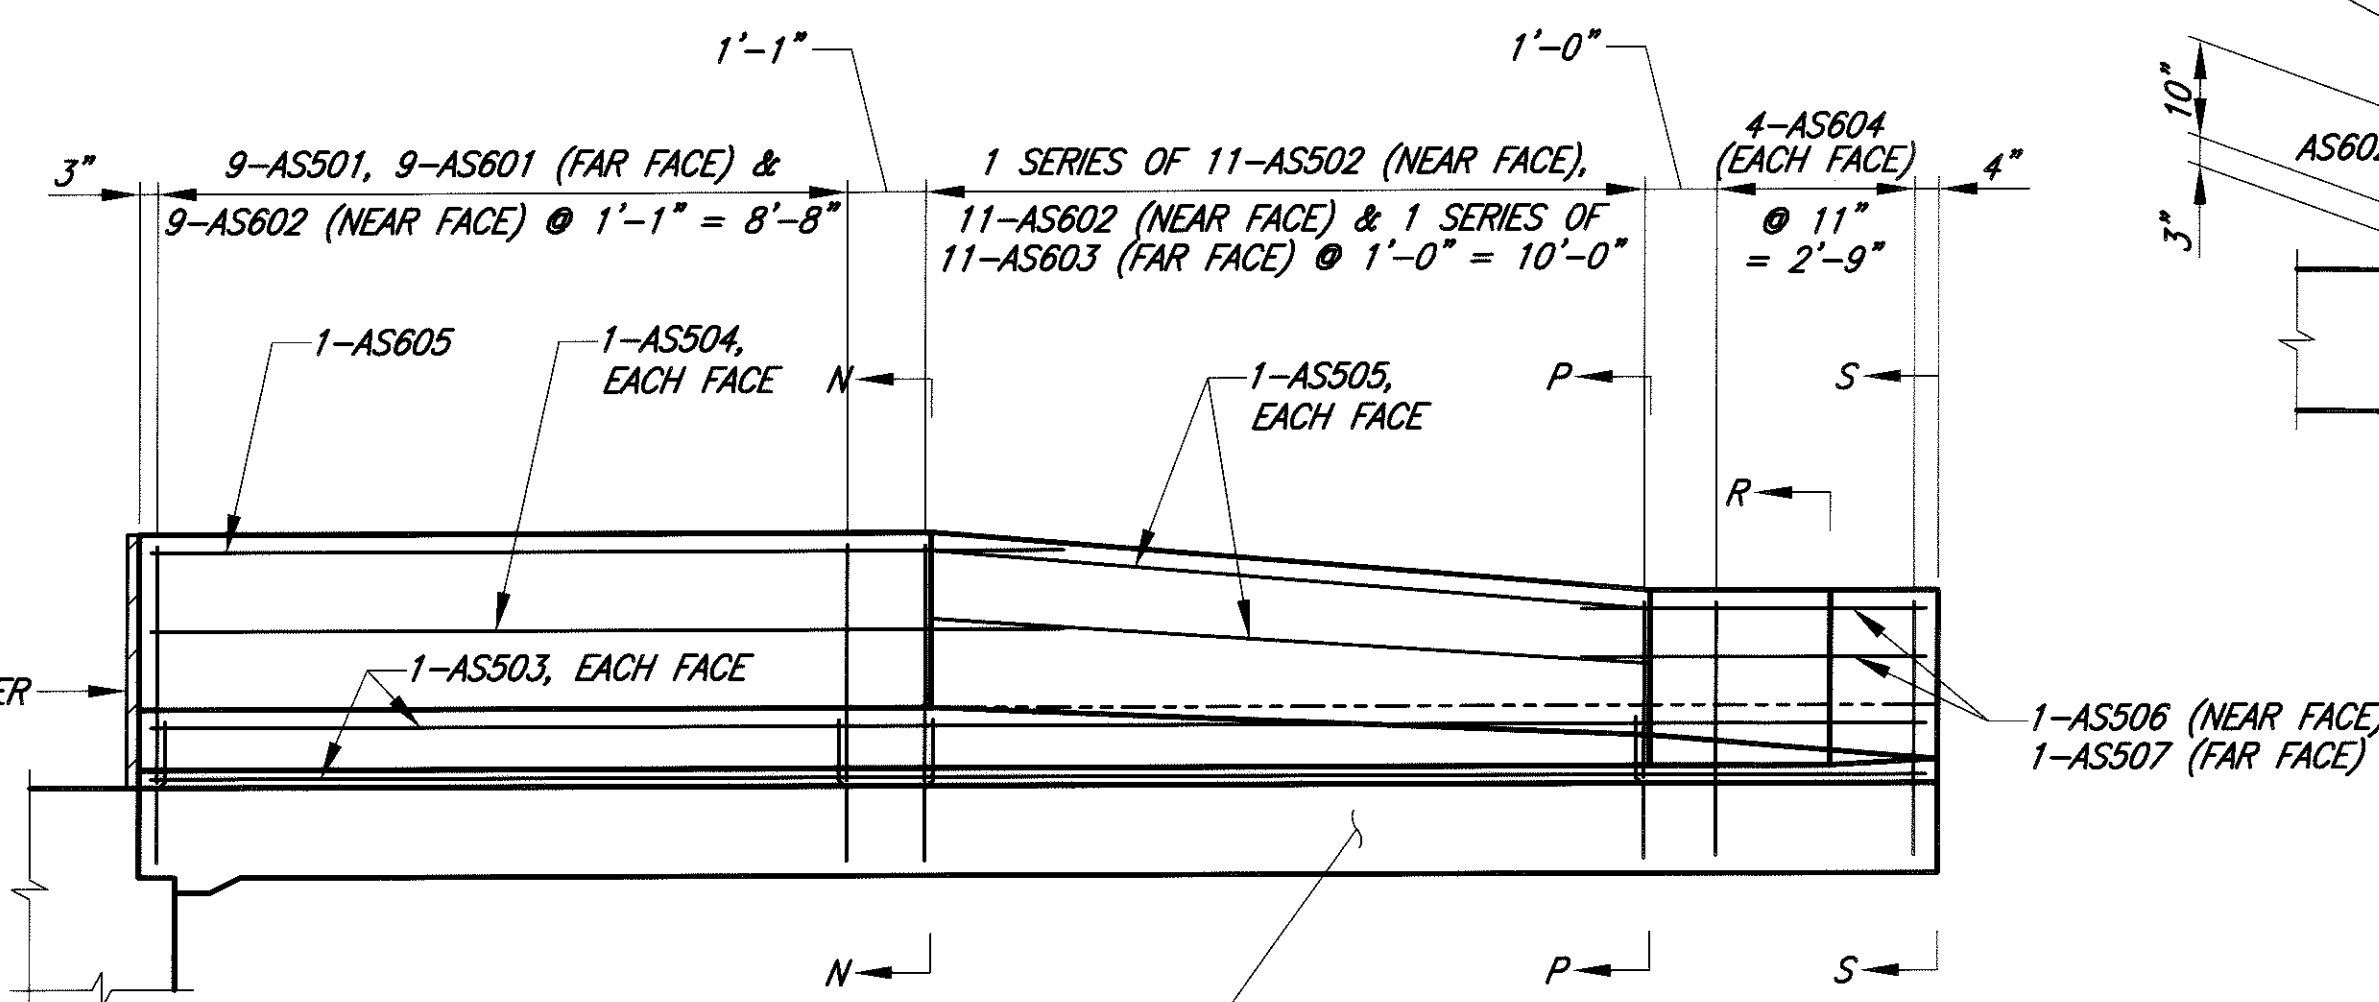 1'-1"
1'-0"
10"
3"
9-AS501, 9-AS601 (FAR FACE) &
9-AS602 (NEAR FACE) @ 1'-1" = 8'-8"
1 SERIES OF 11-AS502 (NEAR FACE),
11-AS602 (NEAR FACE) & 1 SERIES OF
11-AS603 (FAR FACE) @ 1'-0" = 10'-0"
4-AS604
(EACH FACE)
@ 11"
= 2'-9"
4"
3"
1-AS605
1-AS504,
EACH FACE
N
1-AS505,
EACH FACE
P
S
R
1-AS503, EACH FACE
1-AS506 (NEAR FACE)
1-AS507 (FAR FACE)
N
P
S